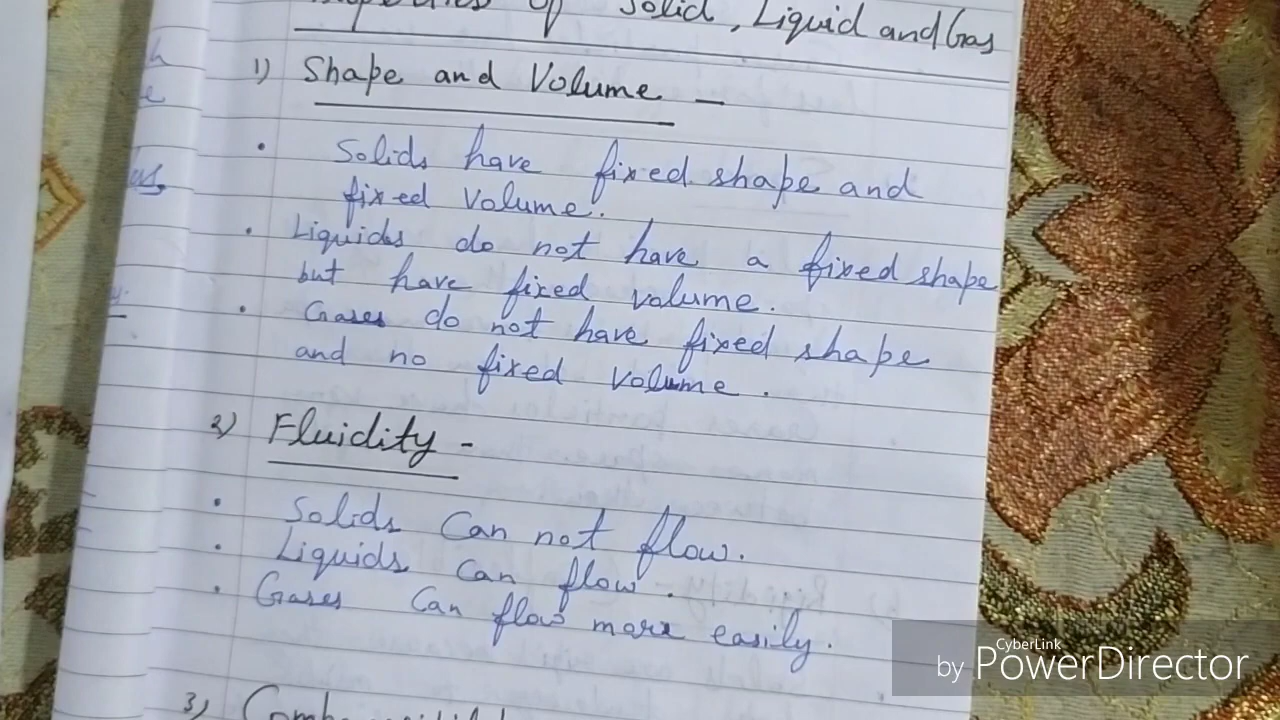 Properties of Solid, Liquid and Gas
1) Shape and Volume -
• Solids have fixed shape and
fixed Volume.
• Liquids do not have a fixed shape
but have fixed volume.
• Gases do not have fixed shape
and no fixed volume.
2) Fluidity -
• Solids Can not flow.
• Liquids Can flow.
• Gases Can flow more easily.
3)
CyberLink
by PowerDirector